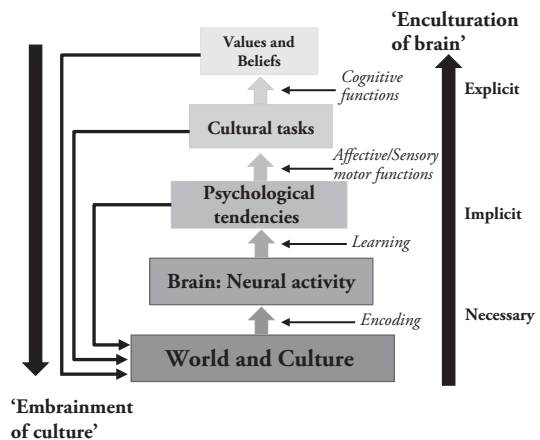 ‘Enculturation
of brain’
Values and
Beliefs
Cognitive
functions
Explicit
Cultural tasks
Affective/Sensory
motor functions
Psychological
tendencies
Implicit
Learning
Brain: Neural activity
Encoding
Necessary
World and Culture
‘Embrainment
of culture’